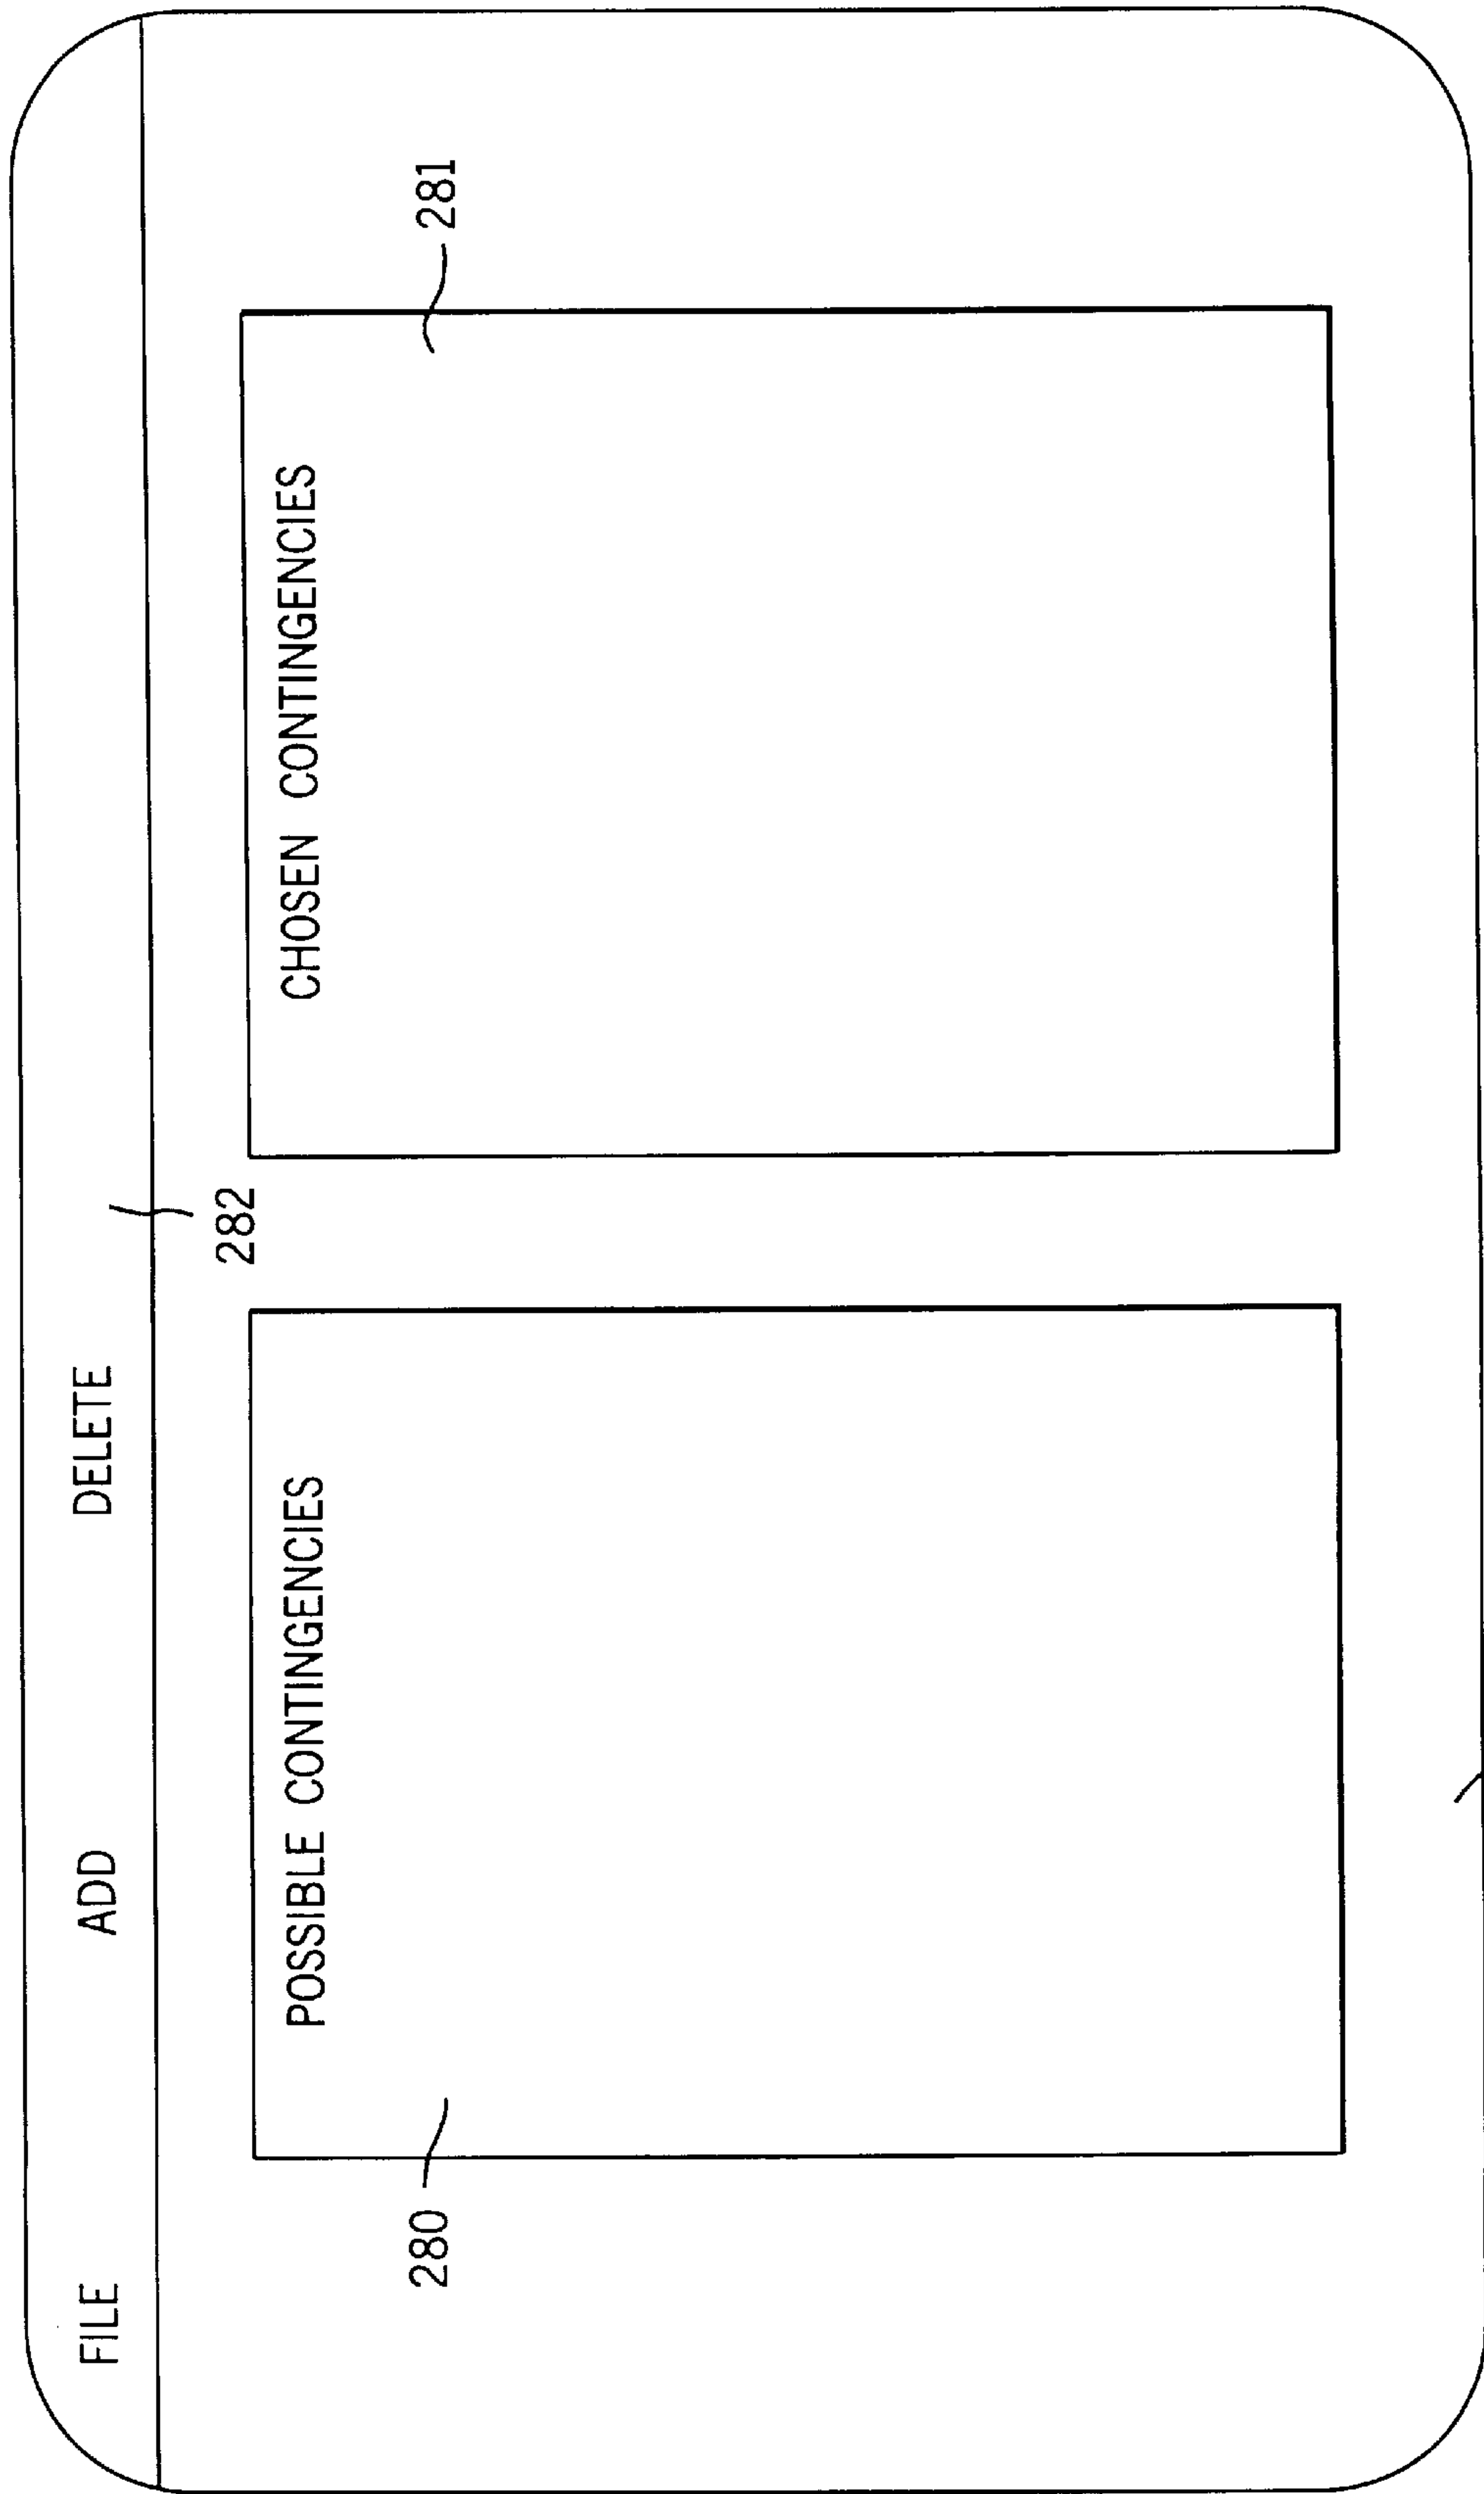 FILE ADD DELETE
282
POSSIBLE CONTINGENCIES
CHOSEN CONTINGENCIES
280
281